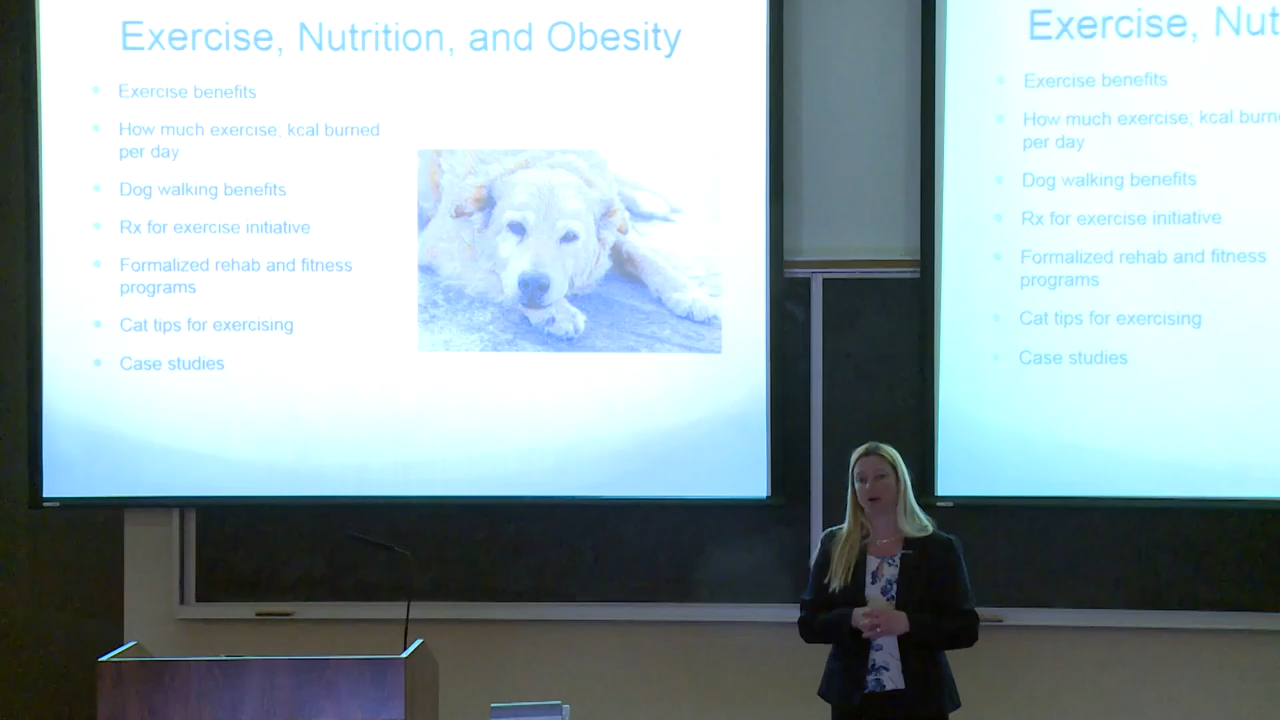 Exercise, Nutrition, and Obesity
Exercise benefits
How much exercise, kcal burned
per day
Dog walking benefits
Rx for exercise initiative
Formalized rehab and fitness
programs
Cat tips for exercising
Case studies
Exercise, Nut
Exercise benefits
How much exercise; kcal burn
per day
Dog walking benefits
Rx for exercise initiative
Formalized rehab and fitness
programs
Cat tips for exercising
Case studies